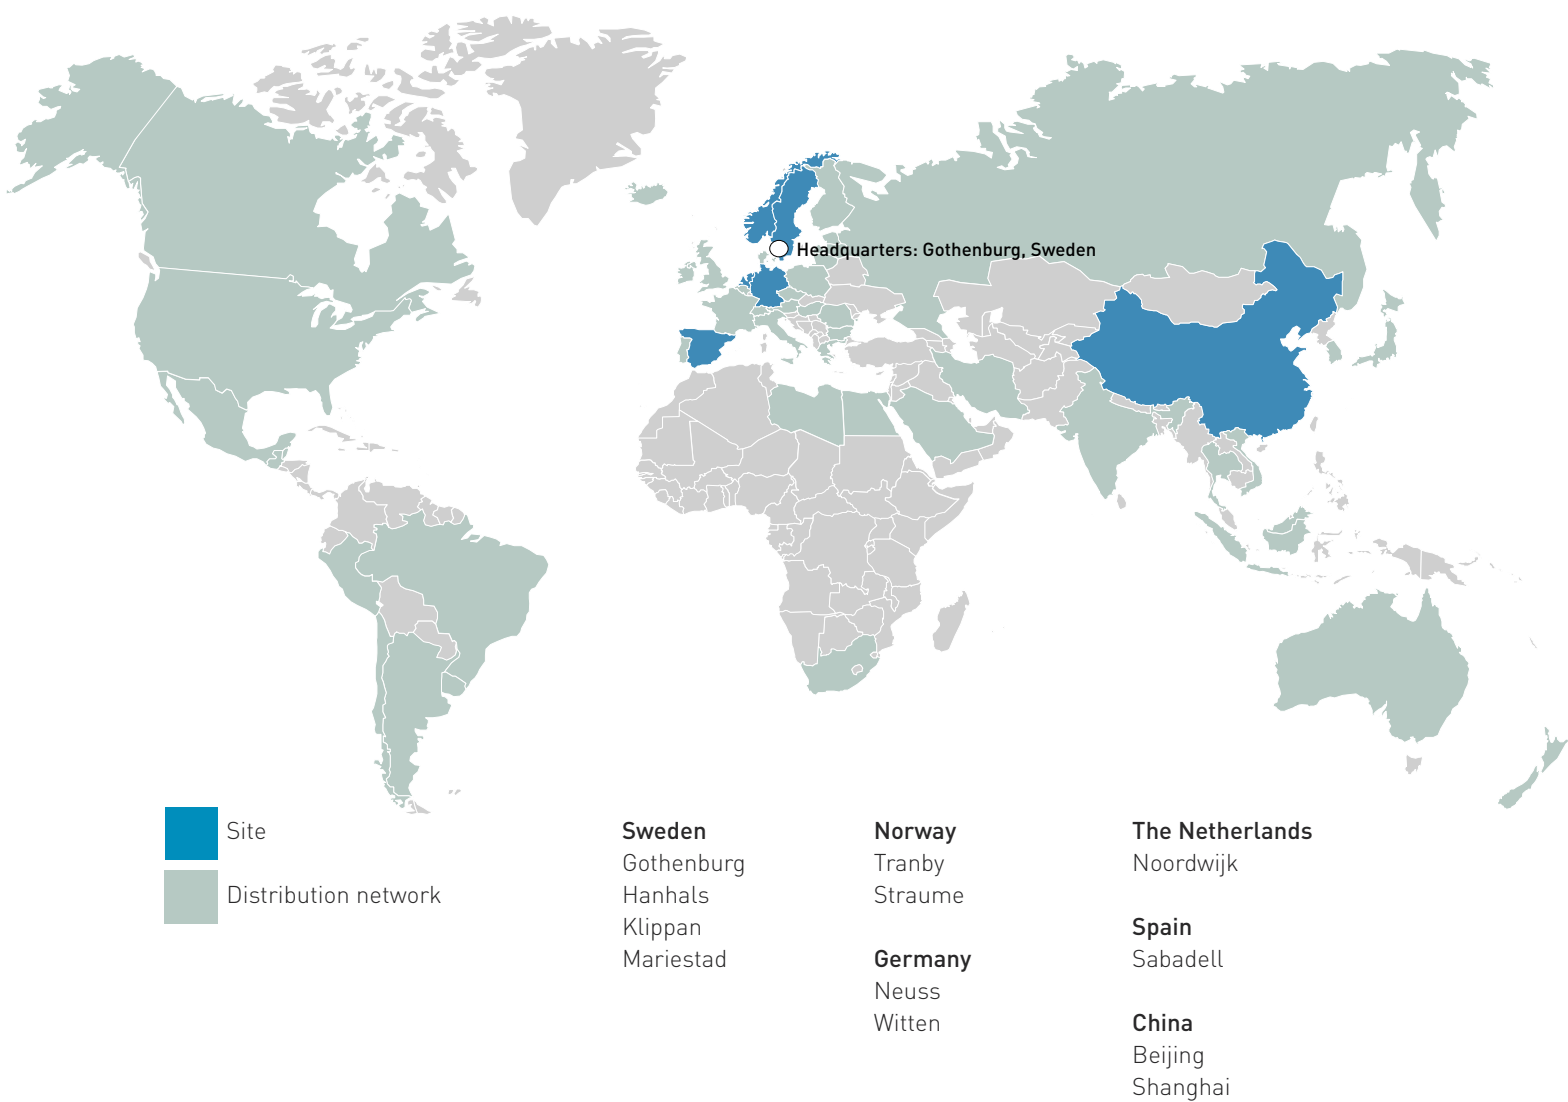 Headquarters: Gothenburg, Sweden
Site
Distribution network
Sweden
Gothenburg
Hanhals
Klippan
Mariestad
Norway
Tranby
Straume
Germany
Neuss
Witten
The Netherlands
Noordwijk
Spain
Sabadell
China
Beijing
Shanghai